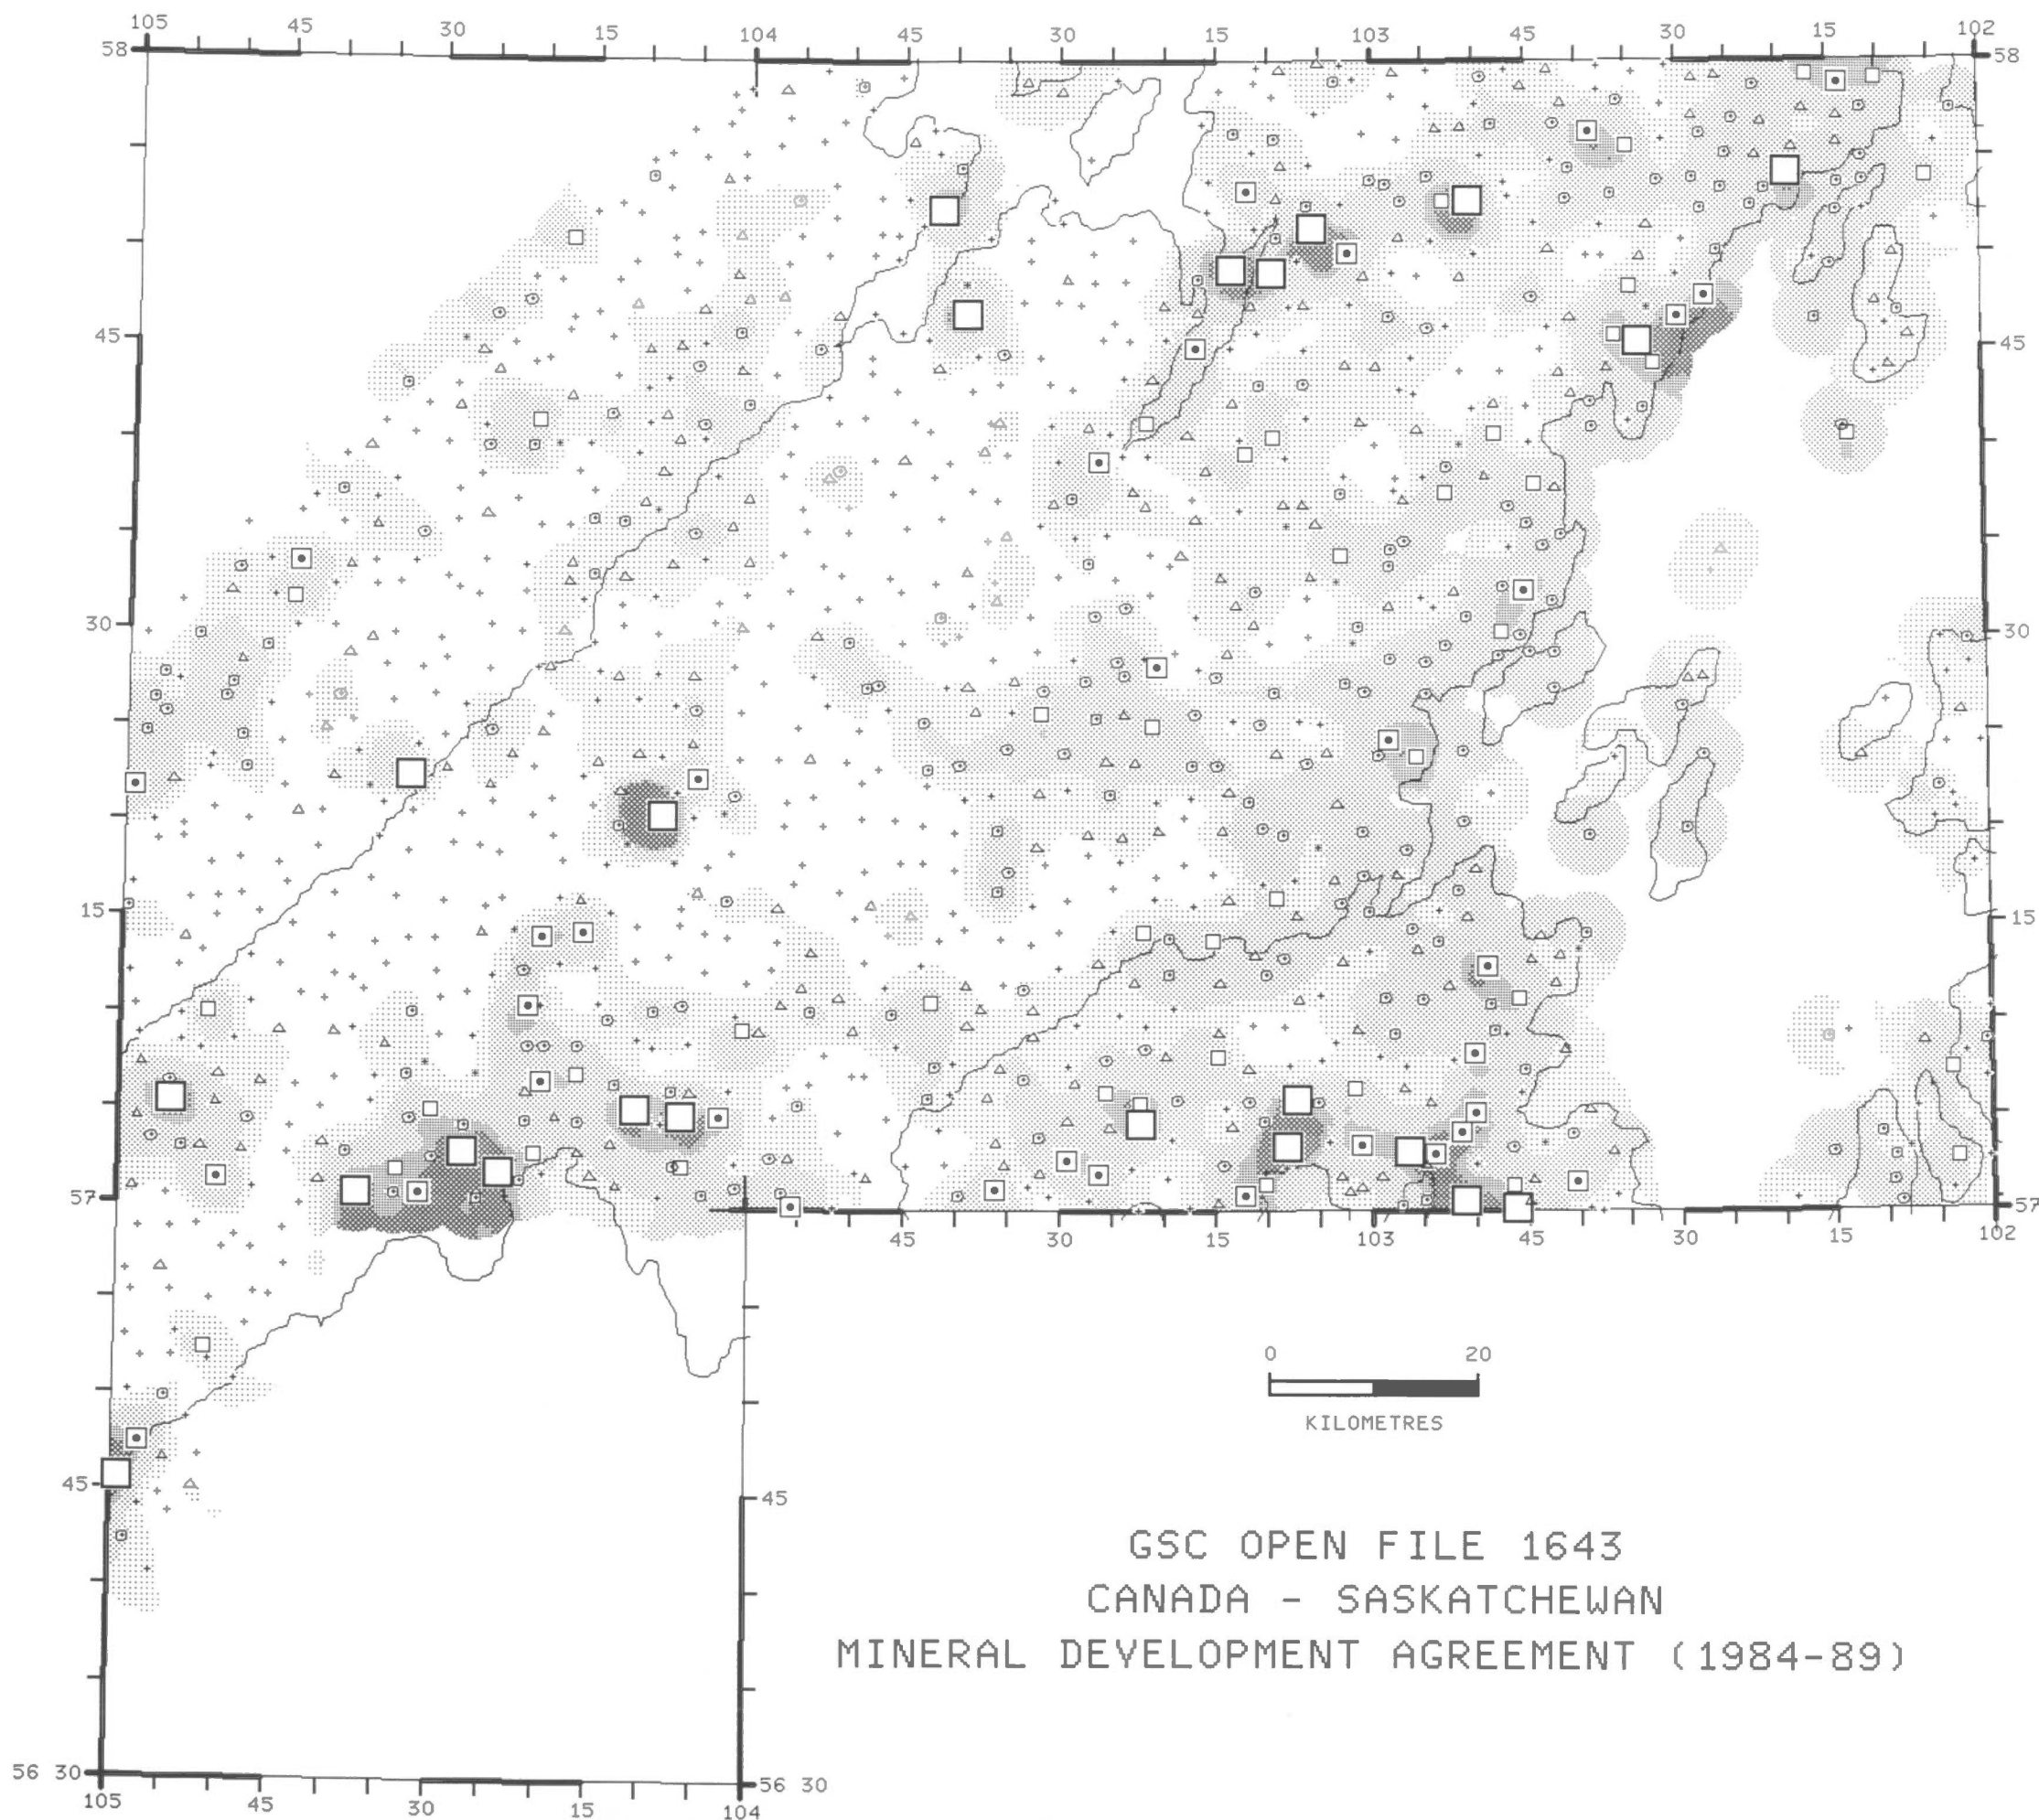 105 45 30 15 104 45 30 15 103 45 30 15 102
58 58
45 45
30 30
15 15
57 57
45 30 15 103 45 30 15 102
0 20
KILOMETRES
45 45
GSC OPEN FILE 1643
CANADA - SASKATCHEWAN
MINERAL DEVELOPMENT AGREEMENT (1984-89)
56 30 56 30
105 45 30 15 104